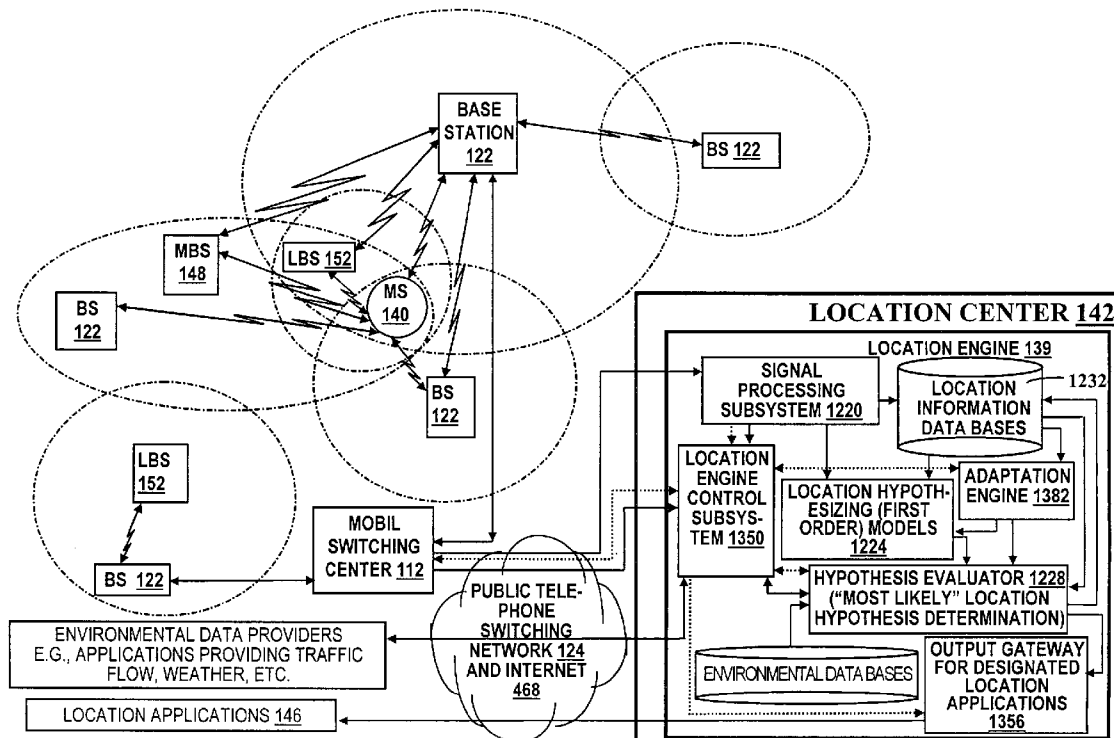 BASE
STATION
122
BS 122
MBS
148
LBS 152
MS
140
BS
122
BS
122
LBS
152
BS 122
MOBIL
SWITCHING
CENTER 112
PUBLIC TELE-
PHONE
SWITCHING
NETWORK 124
AND INTERNET
468
ENVIRONMENTAL DATA PROVIDERS
E.G., APPLICATIONS PROVIDING TRAFFIC
FLOW, WEATHER, ETC.
LOCATION APPLICATIONS 146
LOCATION CENTER 142
LOCATION ENGINE 139
SIGNAL
PROCESSING
SUBSYSTEM 1220
1232
LOCATION
INFORMATION
DATA BASES
LOCATION
ENGINE
CONTROL
SUBSYS-
TEM 1350
LOCATION HYPOTH-
ESIZING (FIRST
ORDER) MODELS
1224
ADAPTATION
ENGINE 1382
HYPOTHESIS EVALUATOR 1228
("MOST LIKELY" LOCATION
HYPOTHESIS DETERMINATION)
ENVIRONMENTAL DATA BASES
OUTPUT GATEWAY
FOR DESIGNATED
LOCATION
APPLICATIONS
1356